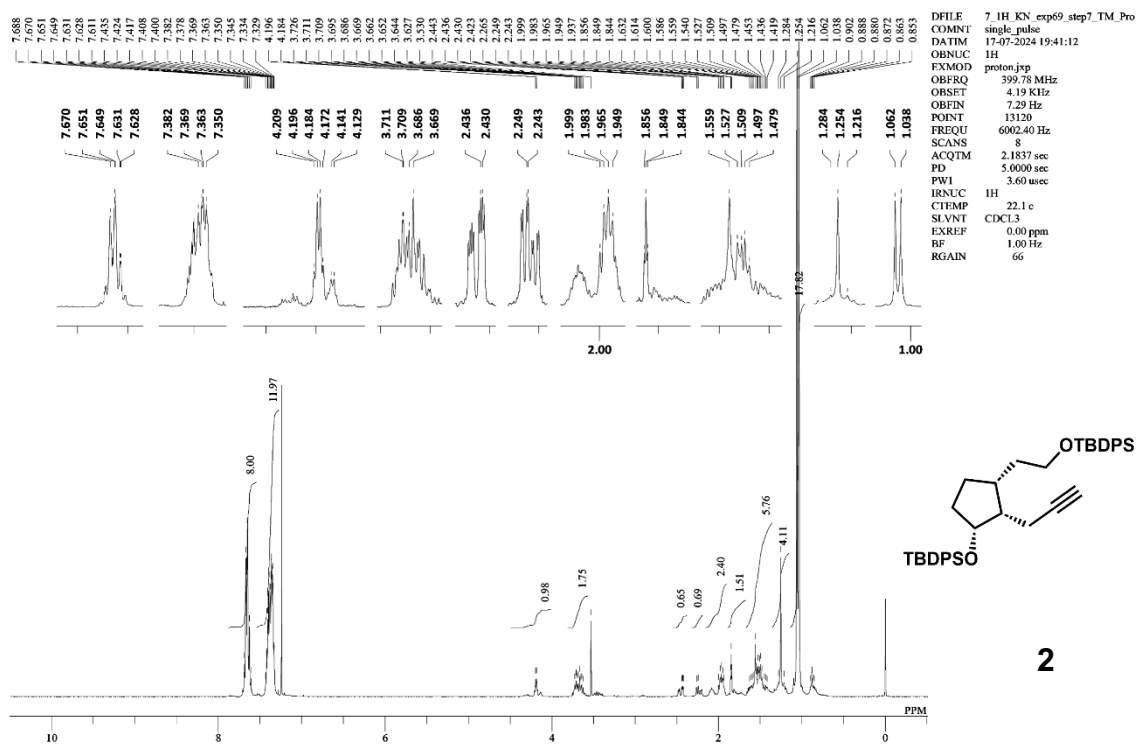 7.688 7.670 7.651 7.649 7.631 7.628 7.611 7.435 7.424 7.417 7.408 7.400 7.382 7.378 7.369 7.363 7.350 7.345 7.334 7.329 4.196 4.184 3.728 3.711 3.709 3.695 3.686 3.669 3.662 3.652 3.644 3.627 3.530 2.443 2.436 2.430 2.423 2.265 2.249 2.243 1.999 1.983 1.965 1.949 1.937 1.856 1.849 1.844 1.632 1.614 1.600 1.586 1.559 1.540 1.527 1.509 1.497 1.479 1.453 1.436 1.419 1.284 1.254 1.216 1.062 1.038 0.902 0.888 0.880 0.872 0.863 0.853
DFILE 7_1H_KN_exp69_step7_TM_Pro
COMNT single_pulse
DATIM 17-07-2024 19:41:12
OBNUC 1H
EXMOD proton.jxp
OBFRQ 399.78 MHz
OBSET 4.19 KHz
OBFIN 7.29 Hz
POINT 13120
FREQU 6002.40 Hz
SCANS 8
ACQTM 2.1837 sec
PD 5.0000 sec
PW1 3.60 usec
IRNUC 1H
CTEMP 22.1 c
SLVNT CDCL3
EXREF 0.00 ppm
BF 1.00 Hz
RGAIN 66
7.670 7.651 7.649 7.631 7.628
7.382 7.369 7.363 7.350
4.209 4.196 4.184 4.172 4.141 4.129
3.711 3.709 3.686 3.669
2.436 2.430
2.249 2.243
1.999 1.983 1.965 1.949
1.856 1.849 1.844
1.559 1.527 1.509 1.497 1.479
1.284 1.254 1.216
1.062 1.038
2.00 1.00
8.00 11.97 0.98 1.75 0.65 0.69 2.40 1.51 5.76 4.11 17.82
OTBDPS
TBDPSO
2
PPM
10 8 6 4 2 0